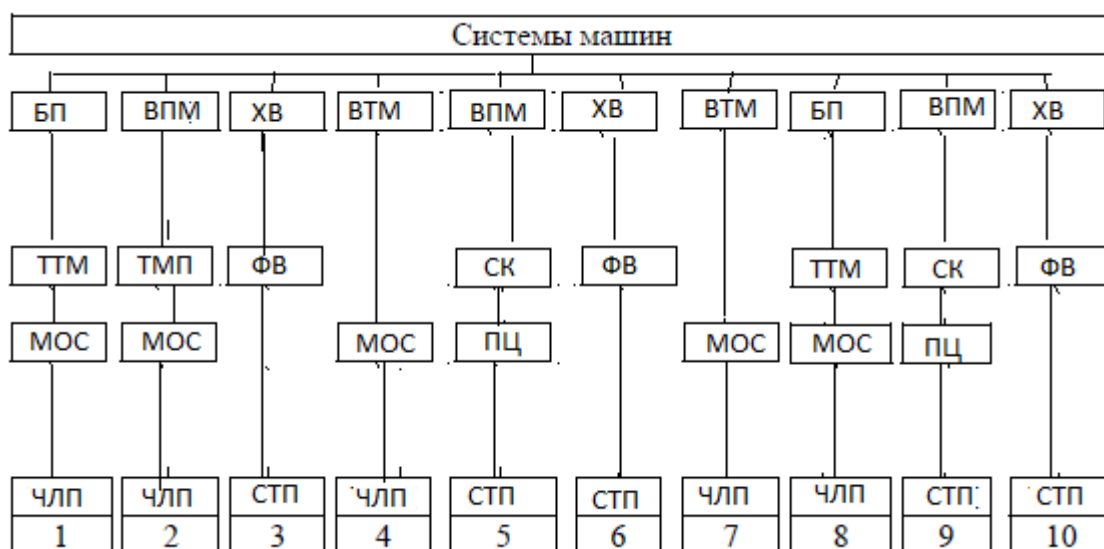 Системы машин
БП ВПМ ХВ ВТМ ВПМ ХВ ВТМ БП ВПМ ХВ
ТТМ ТМП ФВ СК ФВ ТТМ СК ФВ
МОС МОС МОС ПЦ МОС МОС ПЦ
ЧЛП ЧЛП СТП ЧЛП СТП СТП ЧЛП ЧЛП СТП СТП
1 2 3 4 5 6 7 8 9 10